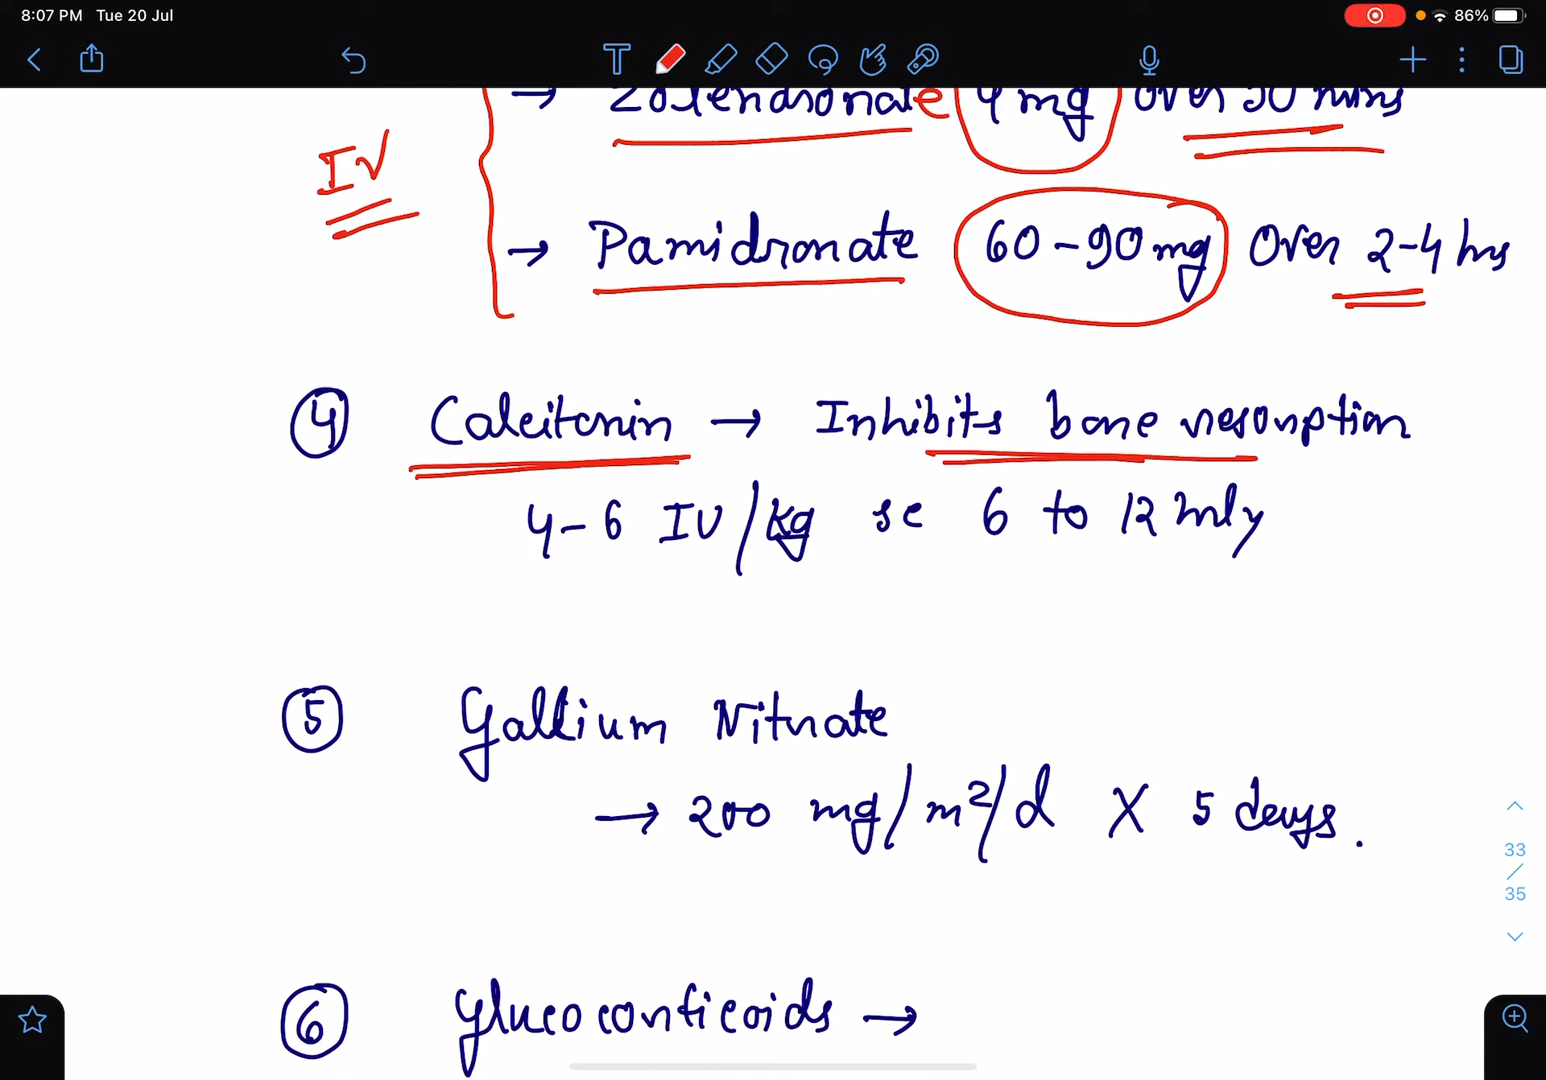 8:07 PM Tue 20 Jul
86%
T
→ Zolendronate 4 mg over 30 mins
IV
→ Pamidronate 60-90 mg Over 2-4 hrs
④ Calcitonin → Inhibits bone resorption
4-6 IU/kg sc 6 to 12 hrly
⑤ Gallium Nitrate
→ 200 mg/m²/d X 5 days.
33
/
35
⑥ Glucocorticoids →